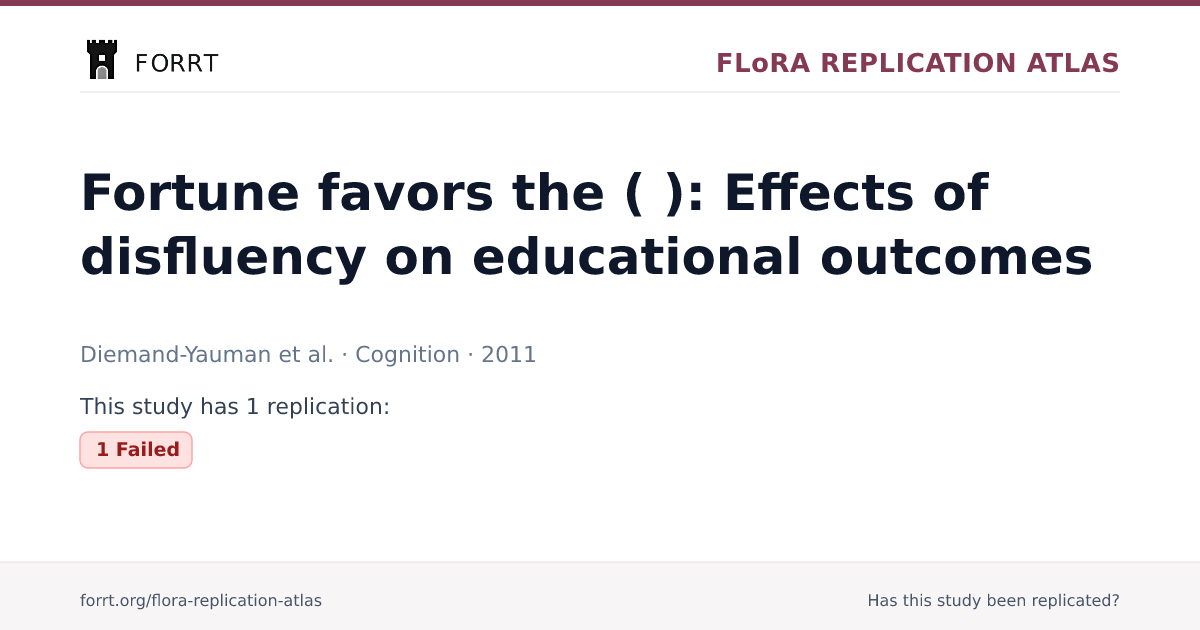 FORRT
FLoRA REPLICATION ATLAS
Fortune favors the ( ): Effects of
disfluency on educational outcomes
Diemand-Yauman et al. · Cognition · 2011
This study has 1 replication:
1 Failed
forrt.org/flora-replication-atlas
Has this study been replicated?